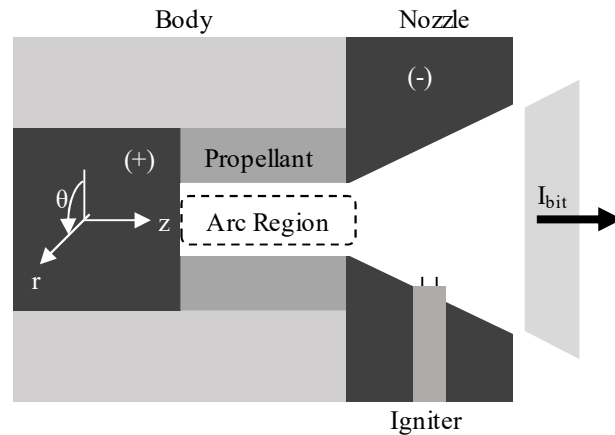 Body
Nozzle
(-)
(+)
Propellant
θ
I_bit
Arc Region
z
r
Igniter